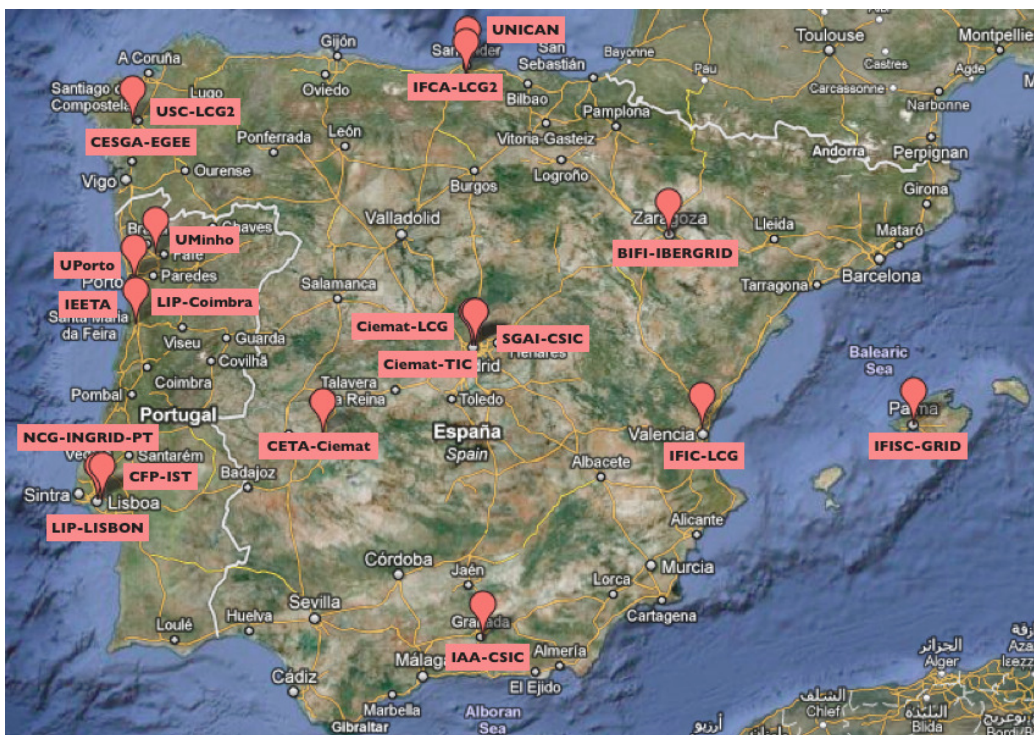 UNICAN
Gijón
A Coruña
San
Sebastián
Bayonne
Pau
Toulouse
Castres
Montpellier
Agde
Carcassonne
Narbonne
Santiago
Compostela
Lugo
Oviedo
IFCA-LCG2
Bilbao
USC-LCG2
CESGA-EGEE
Ponferrada
León
Vitoria-Gasteiz
Pamplona
Andorra
Perpignan
Vigo
Ourense
Burgos
Logroño
Girona
Chaves
Valladolid
Zaragoza
Lleida
Mataró
UMinho
BIFI-IBERGRID
Barcelona
UPorto
Porto
Paredes
Salamanca
Tarragona
IEETA
LIP-Coimbra
da Feira
Viseu
Guarda
Ciemat-LCG
SGAI-CSIC
Covilhã
Ciemat-TIC
Balearic
Sea
Coimbra
Talavera
Toledo
Palma
Pombal
Portugal
España
Spain
Valencia
NCG-INGRID-PT
CETA-Ciemat
IFIC-LCG
IFISC-GRID
Santarém
CFP-IST
Badajoz
Albacete
Sintra
Lisboa
LIP-LISBON
Alicante
Córdoba
Jaén
Murcia
Lorca
Sevilla
Cartagena
Huelva
Granada
Loulé
IAA-CSIC
Almería
El Ejido
Málaga
Cádiz
Marbella
Gibraltar
Alboran
Sea
الجزائر
Alger
الشلف
Chlef
البليدة
Blida
أرزيو